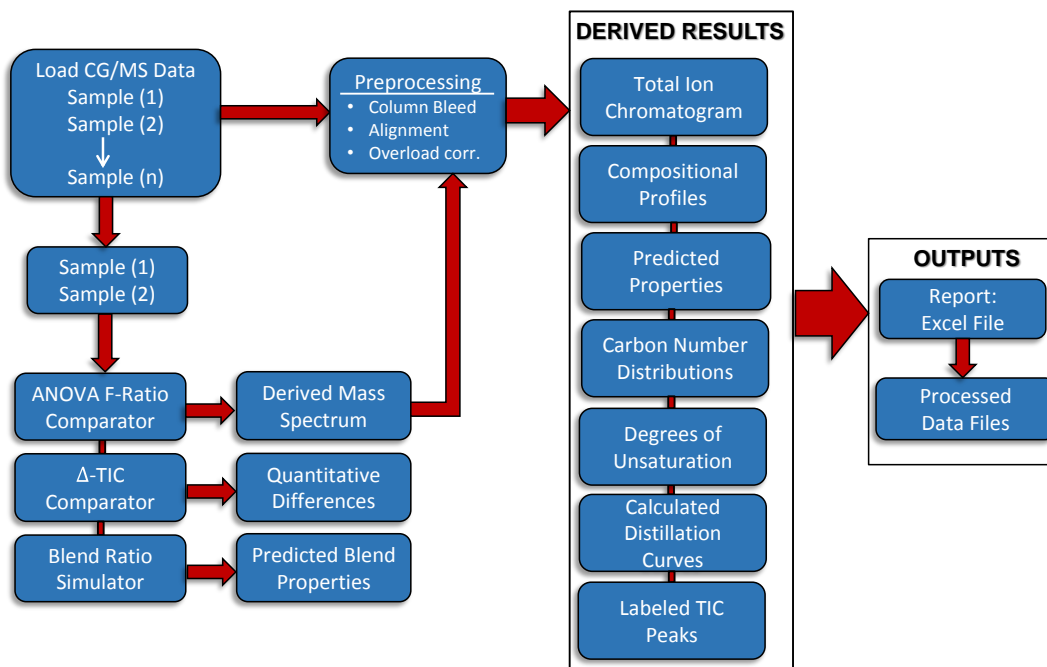 Load CG/MS Data
Sample (1)
Sample (2)
Sample (n)
Preprocessing
• Column Bleed
• Alignment
• Overload corr.
Sample (1)
Sample (2)
ANOVA F-Ratio
Comparator
Derived Mass
Spectrum
Δ-TIC
Comparator
Quantitative
Differences
Blend Ratio
Simulator
Predicted Blend
Properties
DERIVED RESULTS
Total Ion
Chromatogram
Compositional
Profiles
Predicted
Properties
Carbon Number
Distributions
Degrees of
Unsaturation
Calculated
Distillation
Curves
Labeled TIC
Peaks
OUTPUTS
Report:
Excel File
Processed
Data Files